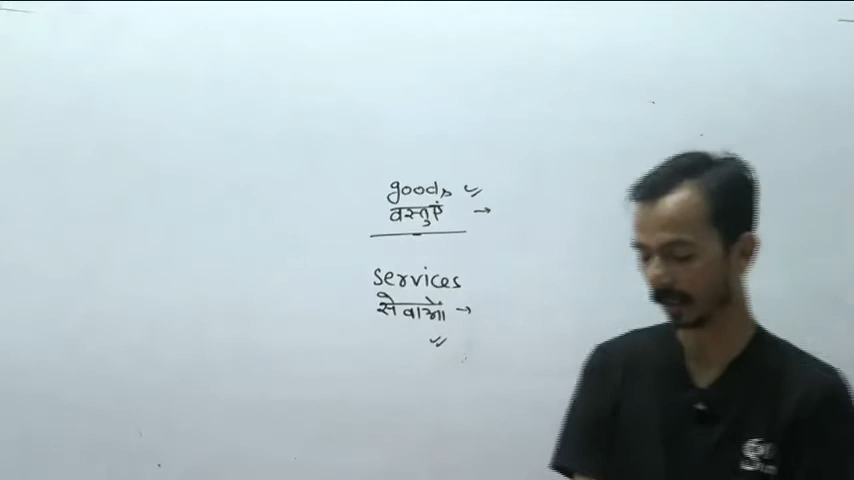 goods
वस्तुएं →
services
सेवाओं →